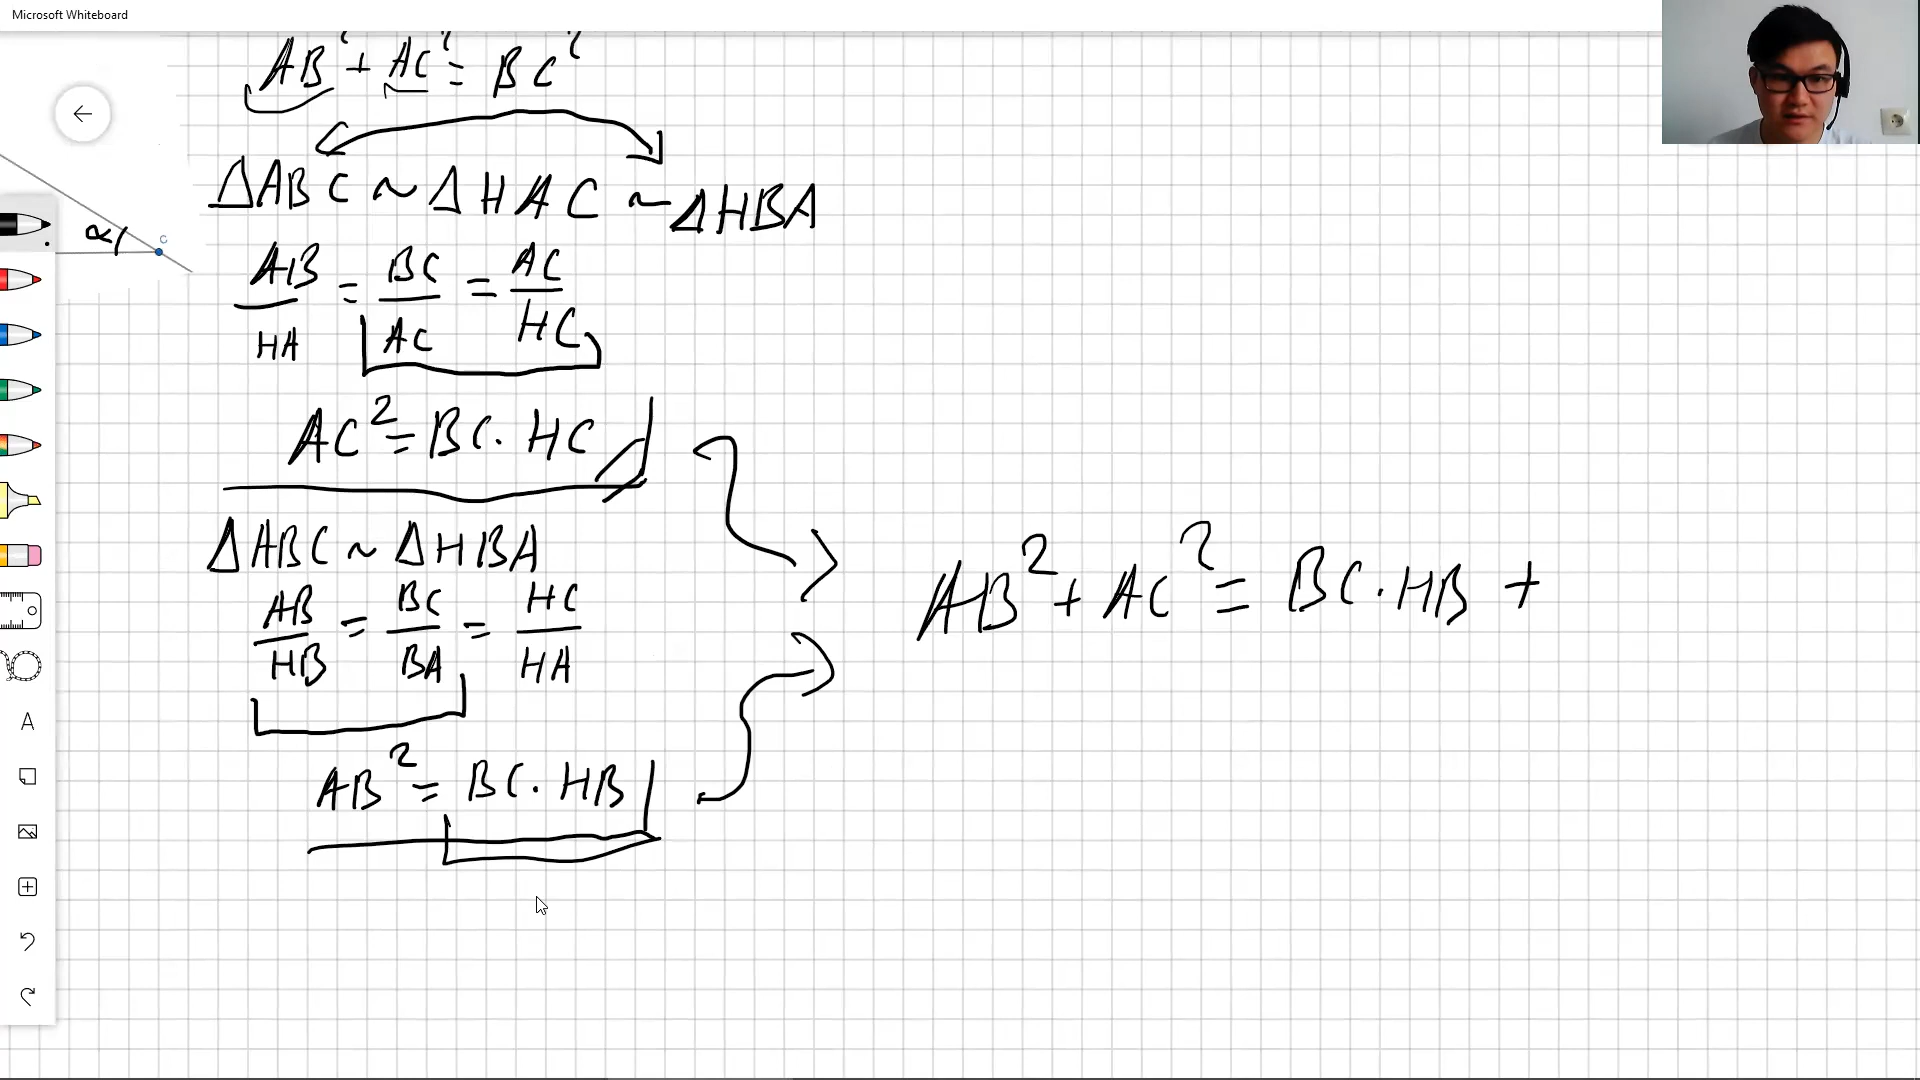 Microsoft Whiteboard
AB² + AC² = BC²
ΔABC ~ ΔHAC ~ ΔHBA
α
C
AB/HA = BC/AC = AC/HC
AC² = BC · HC
ΔABC ~ ΔHBA
AB/HB = BC/BA = HC/HA
AB² = BC · HB
AB² + AC² = BC · HB +
A